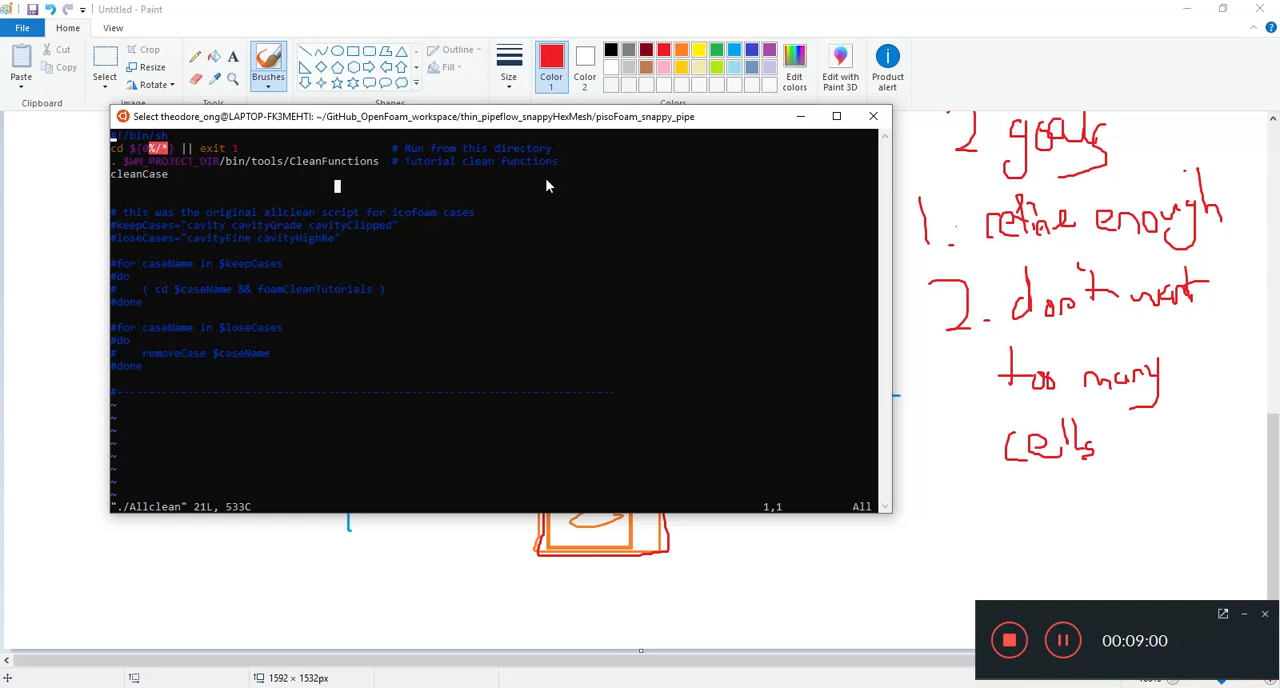 Untitled - Paint
File
Home
View
Paste
Cut
Copy
Clipboard
Select
Crop
Resize
Rotate
Image
Tools
Brushes
Outline
Fill
Shapes
Size
Color 1
Color 2
Edit colors
Colors
Edit with Paint 3D
Product alert
Select theodore_ong@LAPTOP-FK3MEHTI: ~/GitHub_OpenFoam_workspace/thin_pipeflow_snappyHexMesh/pisoFoam_snappy_pipe
#!/bin/sh
cd ${0%/*} || exit 1 # Run from this directory
. $WM_PROJECT_DIR/bin/tools/CleanFunctions # Tutorial clean functions
cleanCase
# this was the original allclean script for icofoam cases
#keepCases="cavity cavityGrade cavityClipped"
#loseCases="cavityFine cavityHighRe"
#for caseName in $keepCases
#do
# ( cd $caseName && foamCleanTutorials )
#done
#for caseName in $loseCases
#do
# removeCase $caseName
#done
#------------------------------------------------------------------------------
~
~
~
~
~
~
~
~
"./Allclean" 21L, 533C 1,1 All
2 goals
1. refine enough
2. don't want
too many
cells
00:09:00
1592 × 1532px